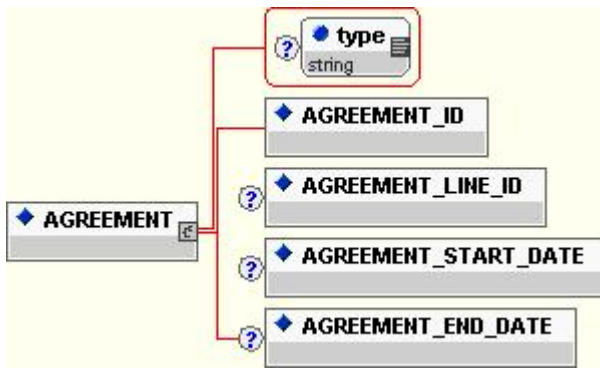 ? type
string
AGREEMENT_ID
? AGREEMENT_LINE_ID
AGREEMENT
? AGREEMENT_START_DATE
? AGREEMENT_END_DATE